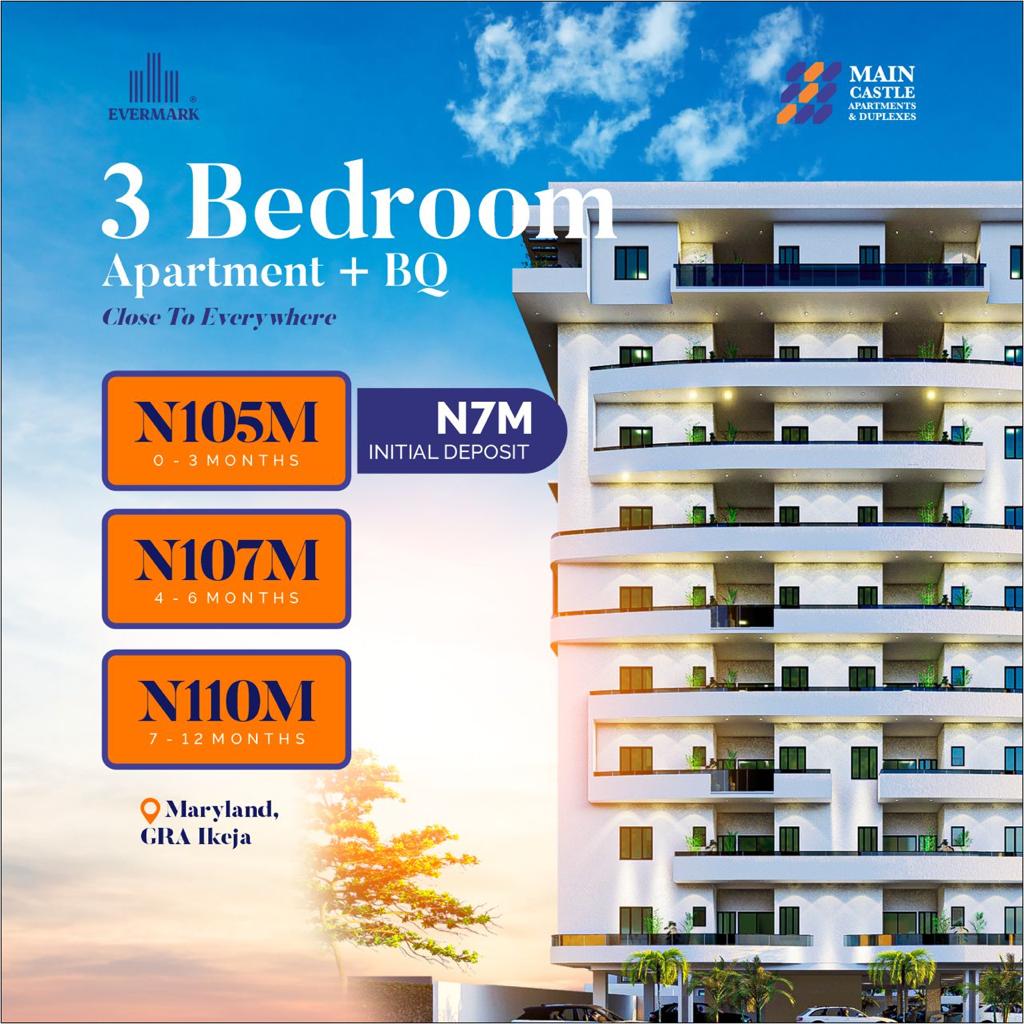 EVERMARK ®
MAIN
CASTLE
APARTMENTS
& DUPLEXES
3 Bedroom
Apartment + BQ
Close To Everywhere
N105M
0 - 3 MONTHS
N7M
INITIAL DEPOSIT
N107M
4 - 6 MONTHS
N110M
7 - 12 MONTHS
Maryland,
GRA Ikeja